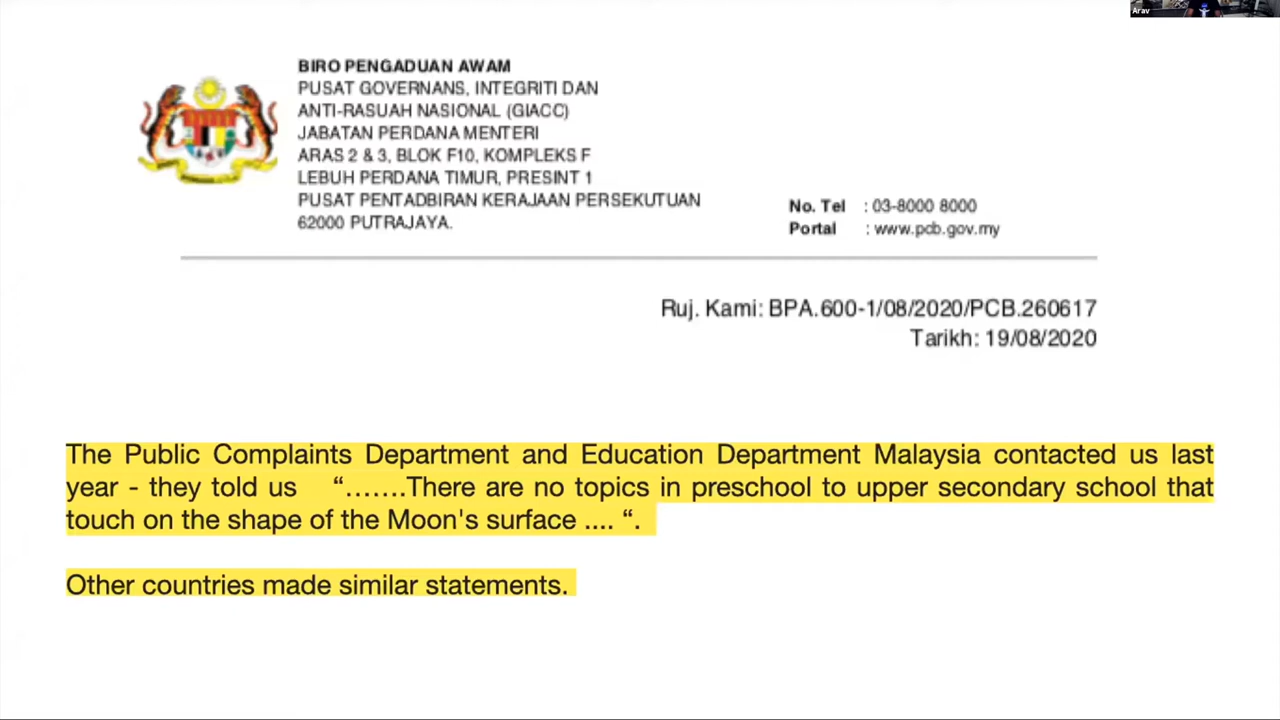 Arav
BIRO PENGADUAN AWAM
PUSAT GOVERNANS, INTEGRITI DAN
ANTI-RASUAH NASIONAL (GIACC)
JABATAN PERDANA MENTERI
ARAS 2 & 3, BLOK F10, KOMPLEKS F
LEBUH PERDANA TIMUR, PRESINT 1
PUSAT PENTADBIRAN KERAJAAN PERSEKUTUAN
62000 PUTRAJAYA.
No. Tel : 03-8000 8000
Portal : www.pcb.gov.my
Ruj. Kami: BPA.600-1/08/2020/PCB.260617
Tarikh: 19/08/2020
The Public Complaints Department and Education Department Malaysia contacted us last
year - they told us “.......There are no topics in preschool to upper secondary school that
touch on the shape of the Moon's surface .... “.
Other countries made similar statements.